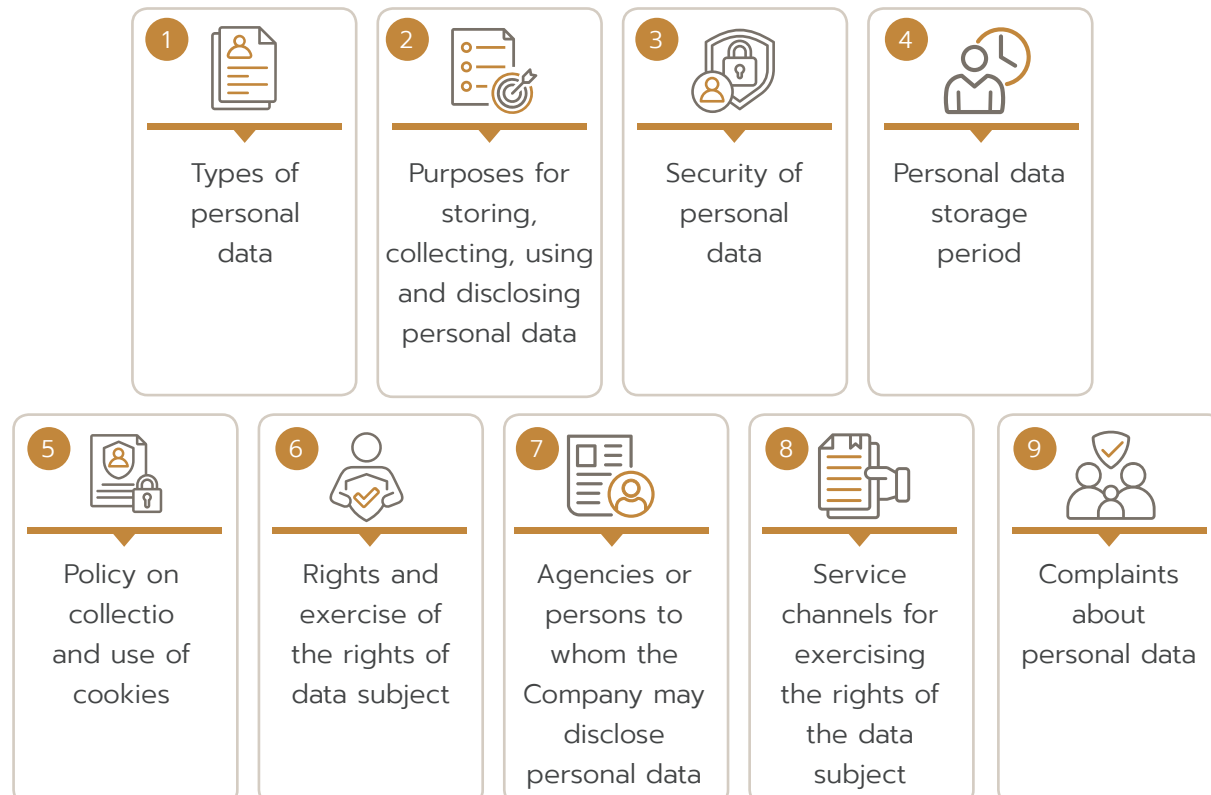 1
Types of
personal
data
2
Purposes for
storing,
collecting, using
and disclosing
personal data
3
Security of
personal
data
4
Personal data
storage
period
5
Policy on
collectio
and use of
cookies
6
Rights and
exercise of
the rights of
data subject
7
Agencies or
persons to
whom the
Company may
disclose
personal data
8
Service
channels for
exercising
the rights of
the data
subject
9
Complaints
about
personal data